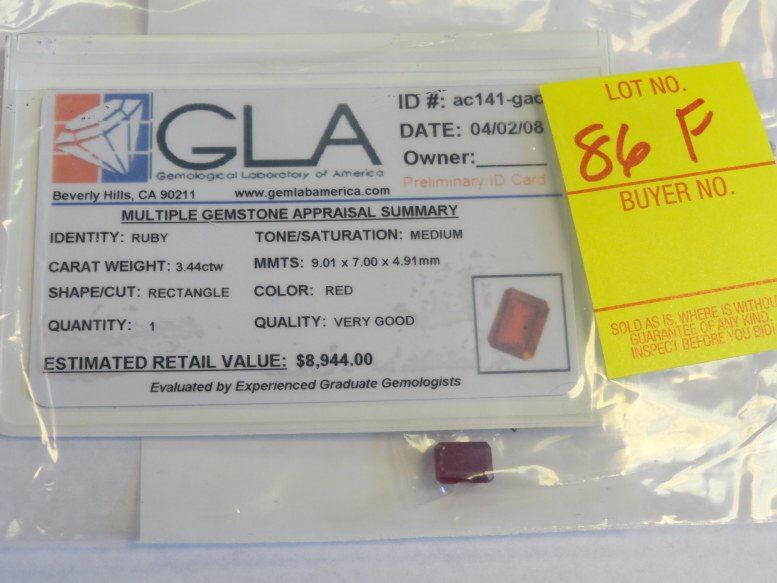 GLA
Gemological Laboratory of America
Beverly Hills, CA 90211 www.gemlabamerica.com
ID #: ac141-gac
DATE: 04/02/08
Owner:______
Preliminary ID Card
MULTIPLE GEMSTONE APPRAISAL SUMMARY
IDENTITY: RUBY TONE/SATURATION: MEDIUM
CARAT WEIGHT: 3.44ctw MMTS: 9.01 x 7.00 x 4.91mm
SHAPE/CUT: RECTANGLE COLOR: RED
QUANTITY: 1 QUALITY: VERY GOOD
ESTIMATED RETAIL VALUE: $8,944.00
Evaluated by Experienced Graduate Gemologists
LOT NO.
86 F
BUYER NO.
SOLD AS IS, WHERE IS WITHOU
GUARANTEE OF ANY KIND.
INSPECT BEFORE YOU BID